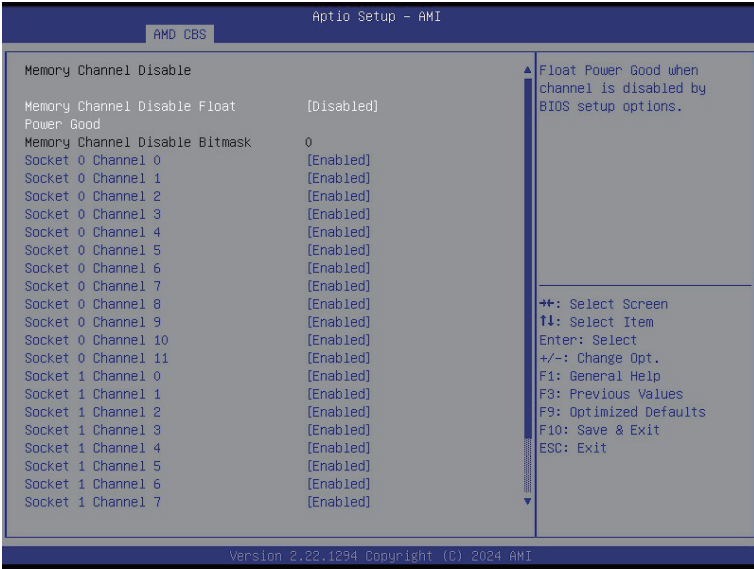 Aptio Setup – AMI
AMD CBS
Memory Channel Disable
Memory Channel Disable Float Power Good [Disabled]
Memory Channel Disable Bitmask 0
Socket 0 Channel 0 [Enabled]
Socket 0 Channel 1 [Enabled]
Socket 0 Channel 2 [Enabled]
Socket 0 Channel 3 [Enabled]
Socket 0 Channel 4 [Enabled]
Socket 0 Channel 5 [Enabled]
Socket 0 Channel 6 [Enabled]
Socket 0 Channel 7 [Enabled]
Socket 0 Channel 8 [Enabled]
Socket 0 Channel 9 [Enabled]
Socket 0 Channel 10 [Enabled]
Socket 0 Channel 11 [Enabled]
Socket 1 Channel 0 [Enabled]
Socket 1 Channel 1 [Enabled]
Socket 1 Channel 2 [Enabled]
Socket 1 Channel 3 [Enabled]
Socket 1 Channel 4 [Enabled]
Socket 1 Channel 5 [Enabled]
Socket 1 Channel 6 [Enabled]
Socket 1 Channel 7 [Enabled]
Float Power Good when
channel is disabled by
BIOS setup options.
→←: Select Screen
↑↓: Select Item
Enter: Select
+/-: Change Opt.
F1: General Help
F3: Previous Values
F9: Optimized Defaults
F10: Save & Exit
ESC: Exit
Version 2.22.1294 Copyright (C) 2024 AMI